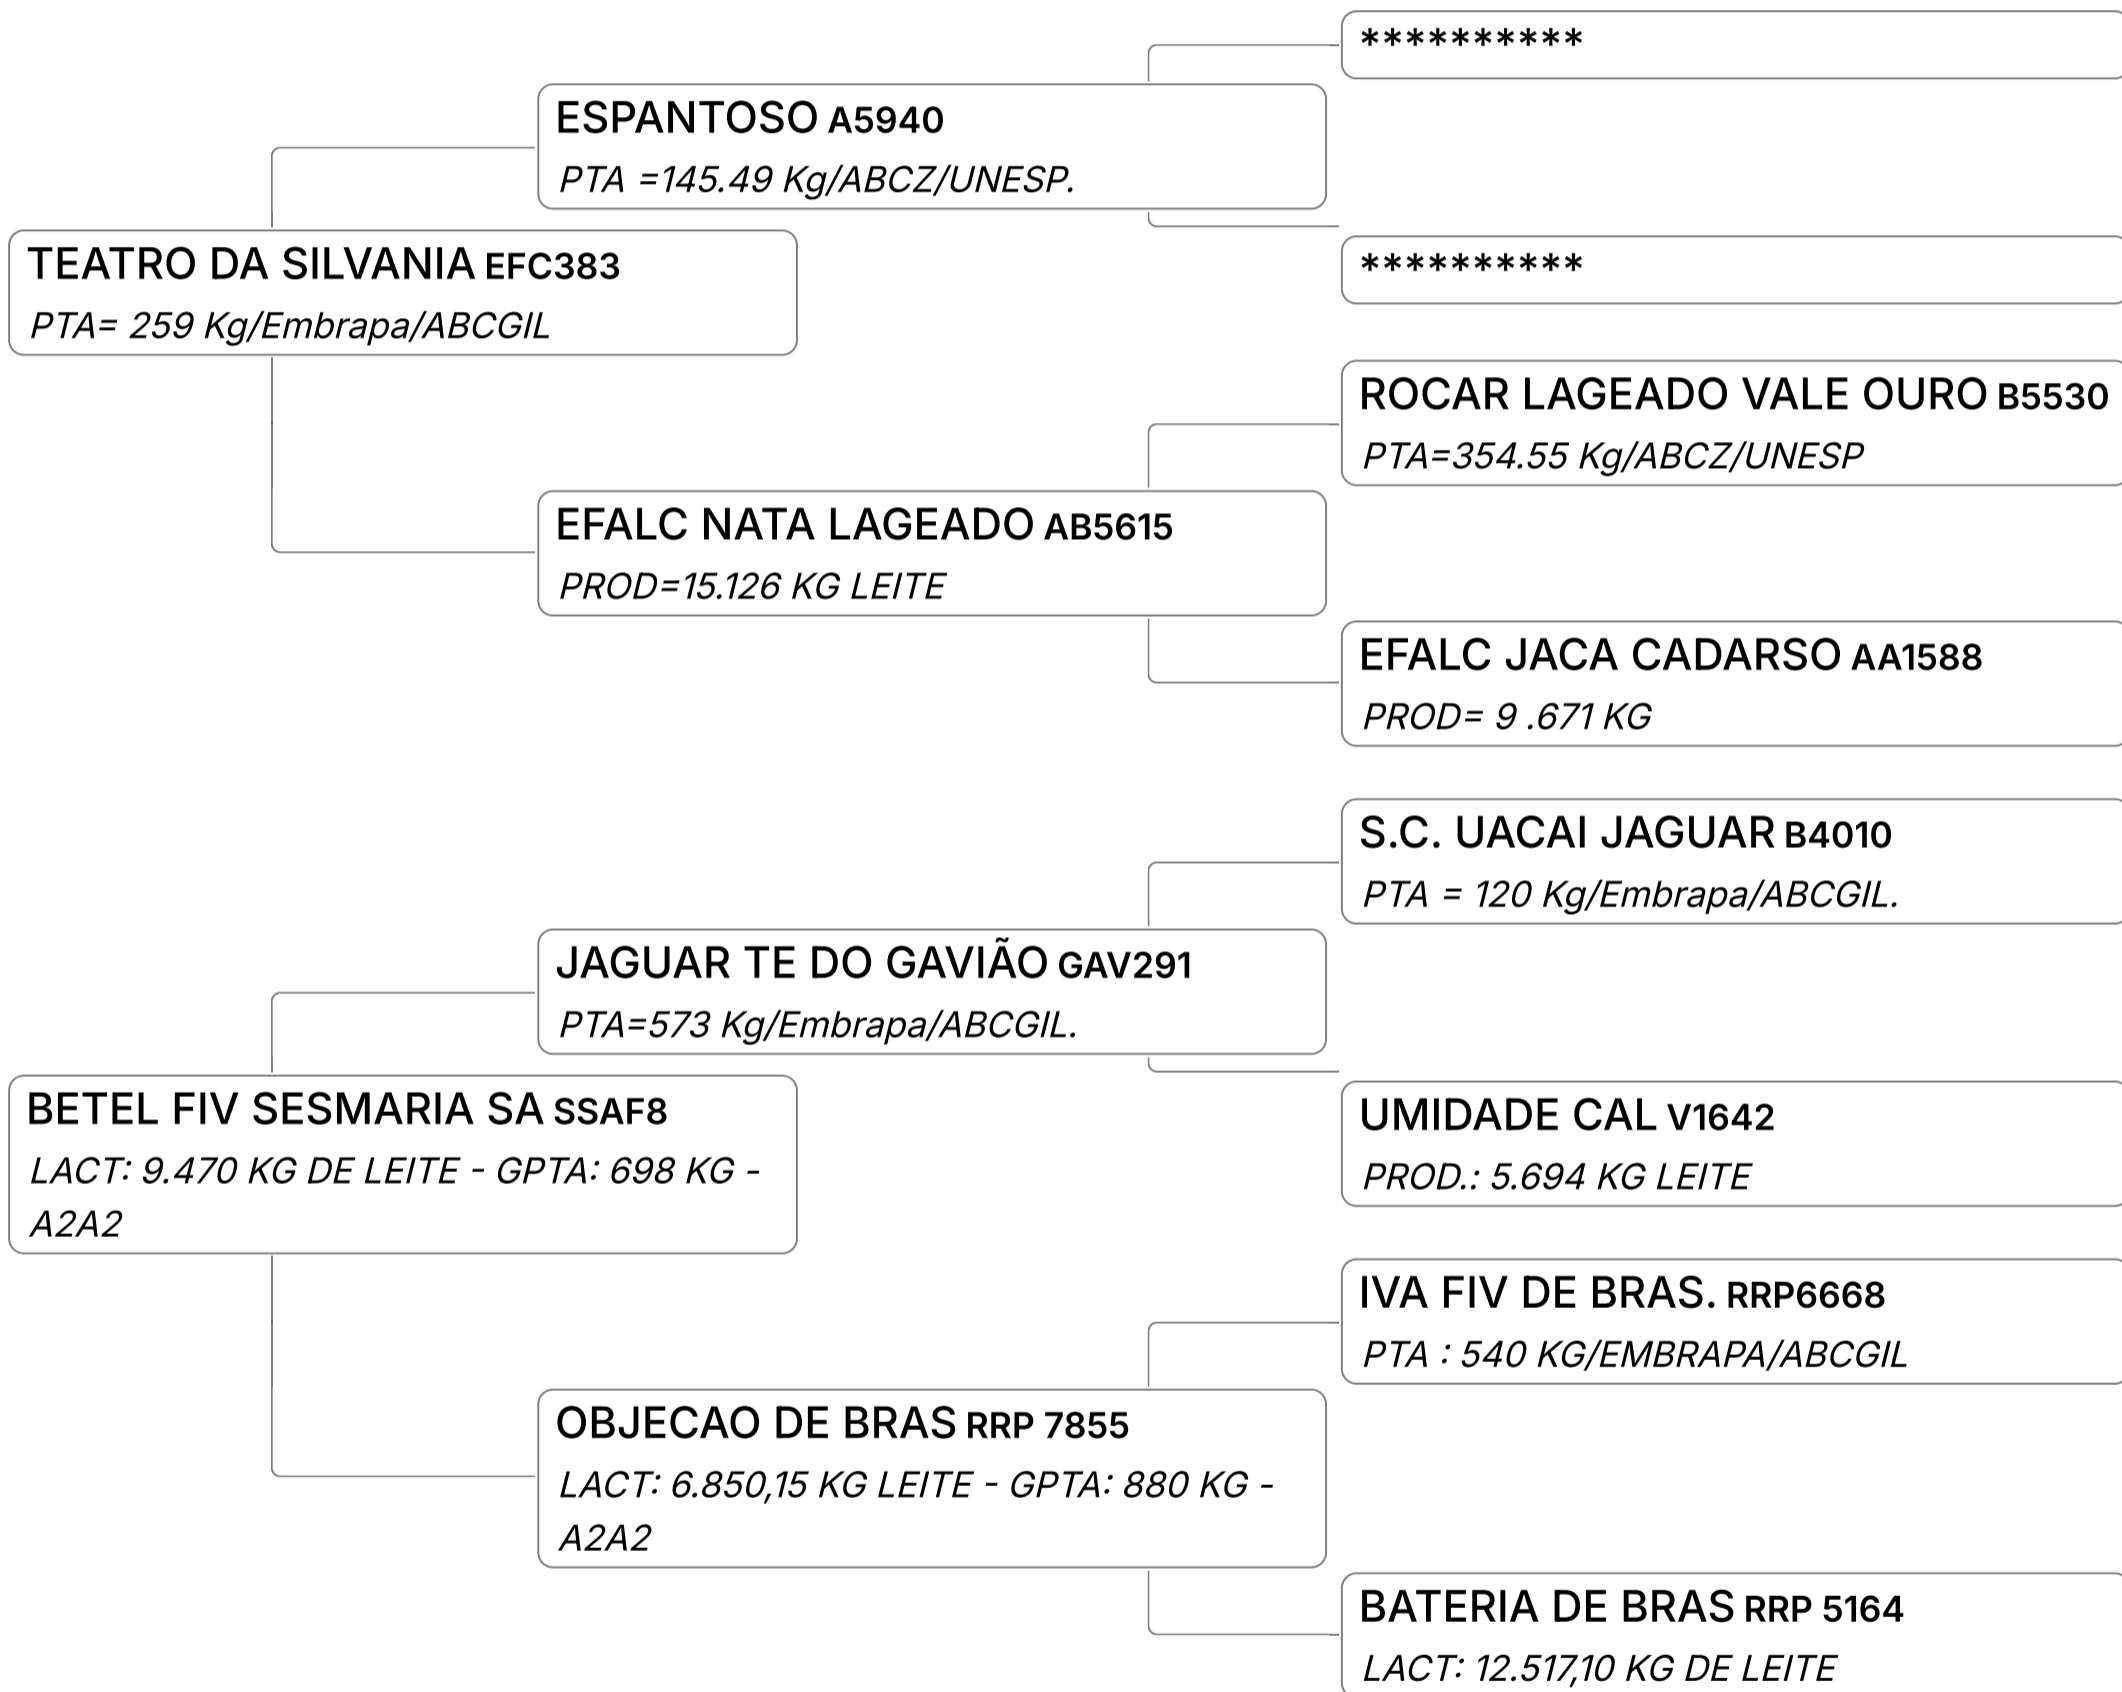 **********
ESPANTOSO A5940
PTA =145.49 Kg/ABCZ/UNESP.
TEATRO DA SILVANIA EFC383
PTA= 259 Kg/Embrapa/ABCGIL
**********
ROCAR LAGEADO VALE OURO B5530
PTA=354.55 Kg/ABCZ/UNESP
EFALC NATA LAGEADO AB5615
PROD=15.126 KG LEITE
EFALC JACA CADARSO AA1588
PROD= 9 .671 KG
S.C. UACAI JAGUAR B4010
PTA = 120 Kg/Embrapa/ABCGIL.
JAGUAR TE DO GAVIÃO GAV291
PTA=573 Kg/Embrapa/ABCGIL.
BETEL FIV SESMARIA SA SSAF8
LACT: 9.470 KG DE LEITE - GPTA: 698 KG -
A2A2
UMIDADE CAL V1642
PROD.: 5.694 KG LEITE
IVA FIV DE BRAS. RRP6668
PTA : 540 KG/EMBRAPA/ABCGIL
OBJECAO DE BRAS RRP 7855
LACT: 6.850,15 KG LEITE - GPTA: 880 KG -
A2A2
BATERIA DE BRAS RRP 5164
LACT: 12.517,10 KG DE LEITE